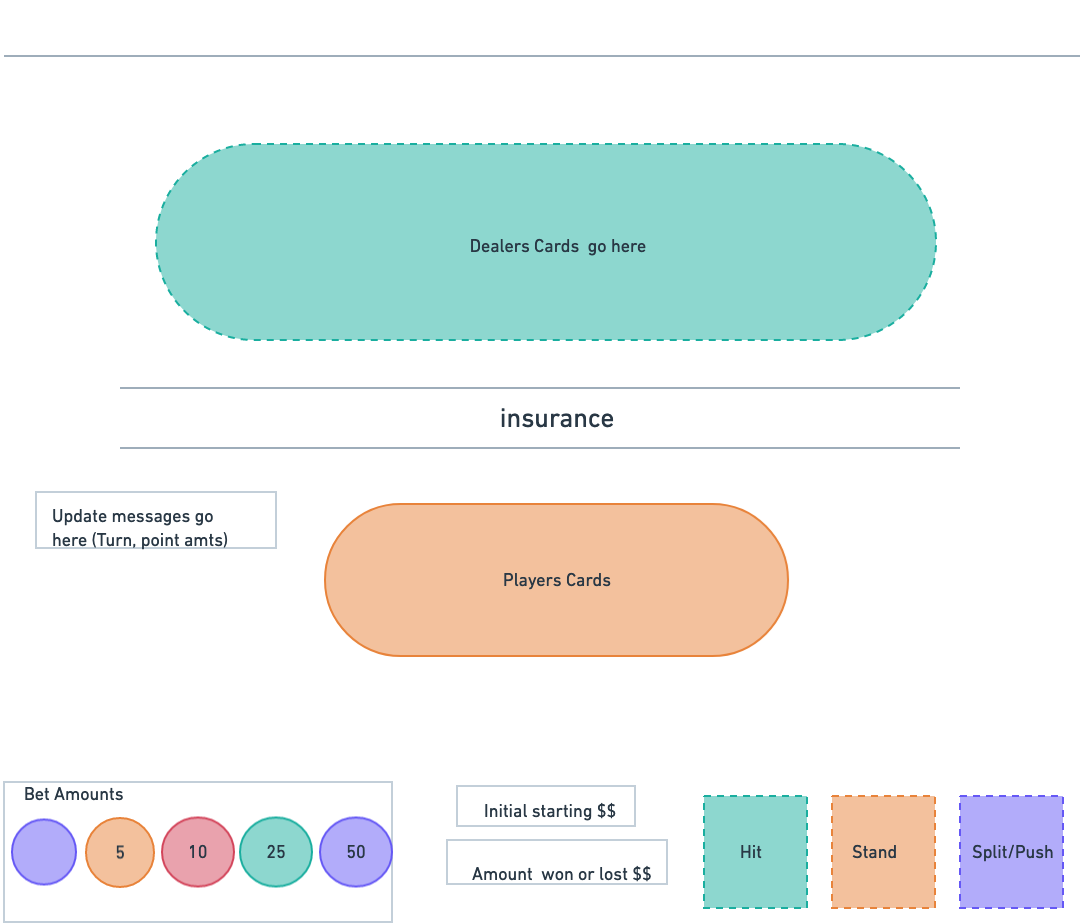 Dealers Cards  go here
insurance
Update messages go
here (Turn, point amts)
Players Cards
Bet Amounts
5
10
25
50
Initial starting $$
Amount  won or lost $$
Hit
Stand
Split/Push